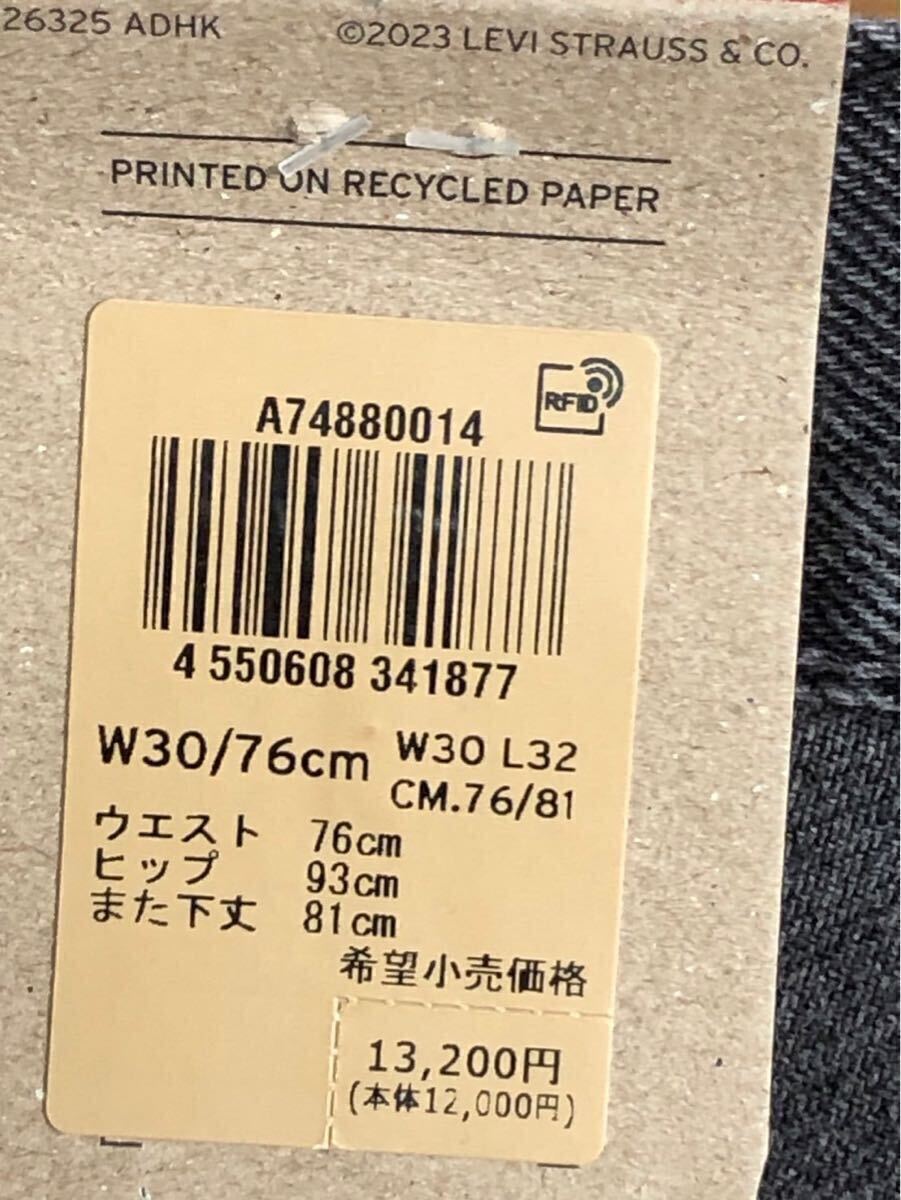 26325 ADHK
©2023 LEVI STRAUSS & CO.
PRINTED ON RECYCLED PAPER
RFID
A74880014
4 550608 341877
W30/76cm
W30 L32
CM.76/81
ウエスト 76cm
ヒップ 93cm
また下丈 81cm
希望小売価格
13,200円
(本体12,000円)